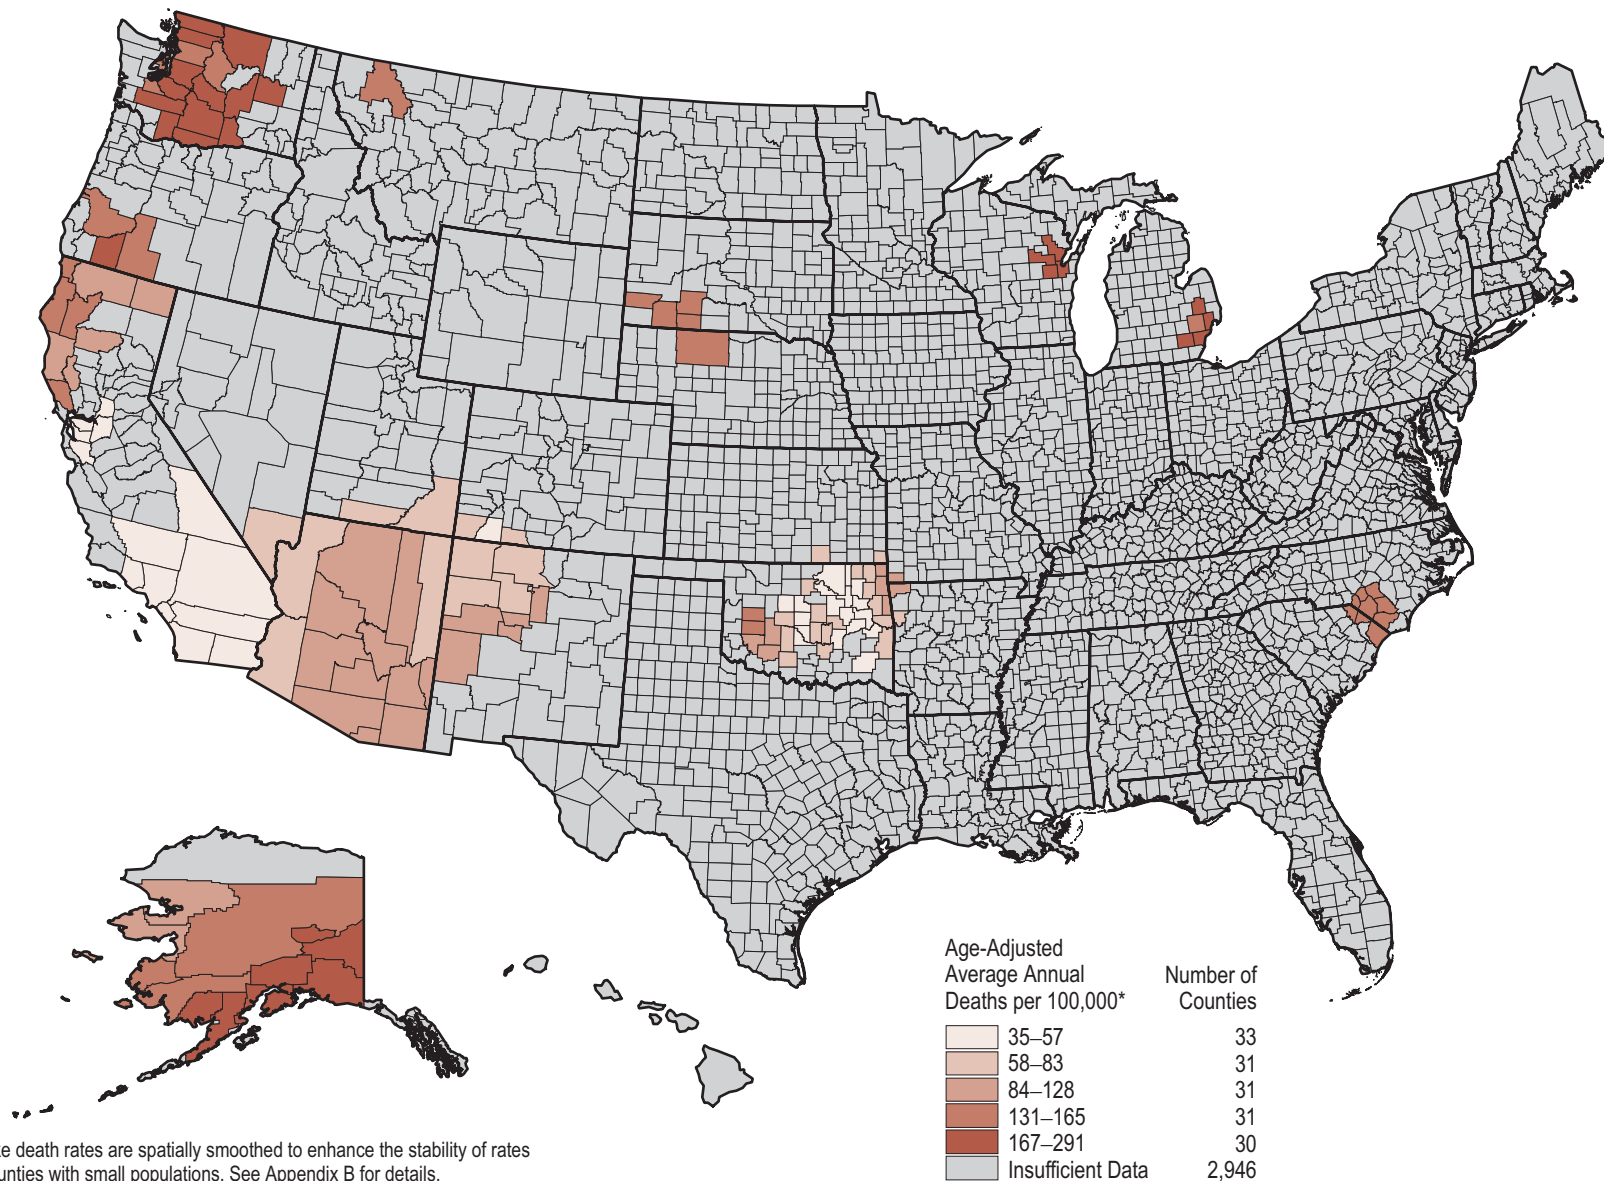 Age-Adjusted
Average Annual Number of
Deaths per 100,000* Counties
35–57 33
58–83 31
84–128 31
131–165 31
167–291 30
Insufficient Data 2,946
death rates are spatially smoothed to enhance the stability of rates
with small populations. See Appendix B for details.